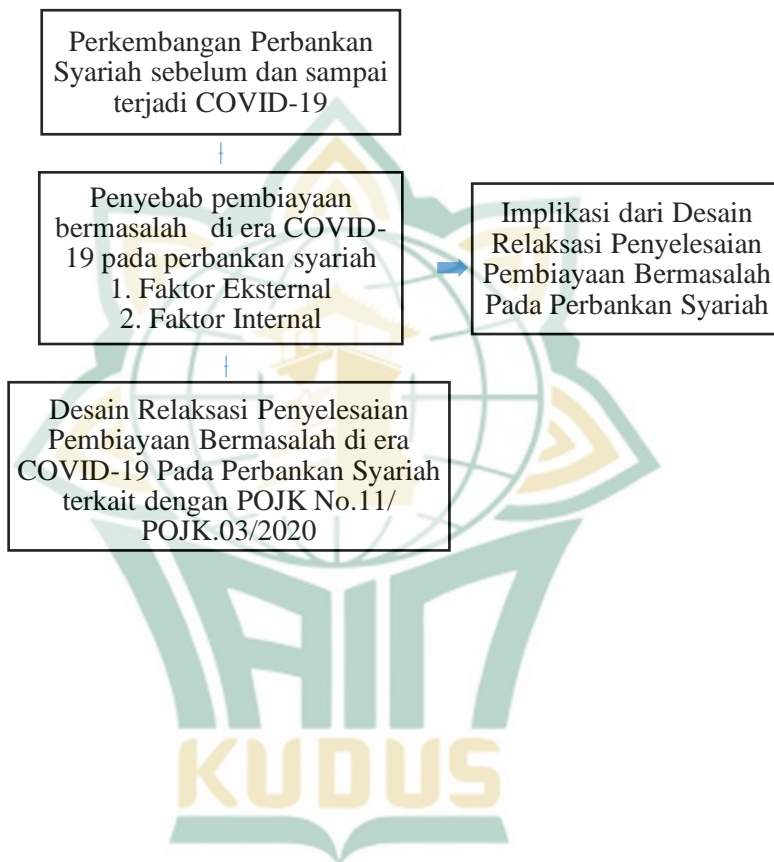 Perkembangan Perbankan
Syariah sebelum dan sampai
terjadi COVID-19
Penyebab pembiayaan
bermasalah di era COVID-
19 pada perbankan syariah
1. Faktor Eksternal
2. Faktor Internal
Implikasi dari Desain
Relaksasi Penyelesaian
Pembiayaan Bermasalah
Pada Perbankan Syariah
Desain Relaksasi Penyelesaian
Pembiayaan Bermasalah di era
COVID-19 Pada Perbankan Syariah
terkait dengan POJK No.11/
POJK.03/2020
IAIN
KUDUS